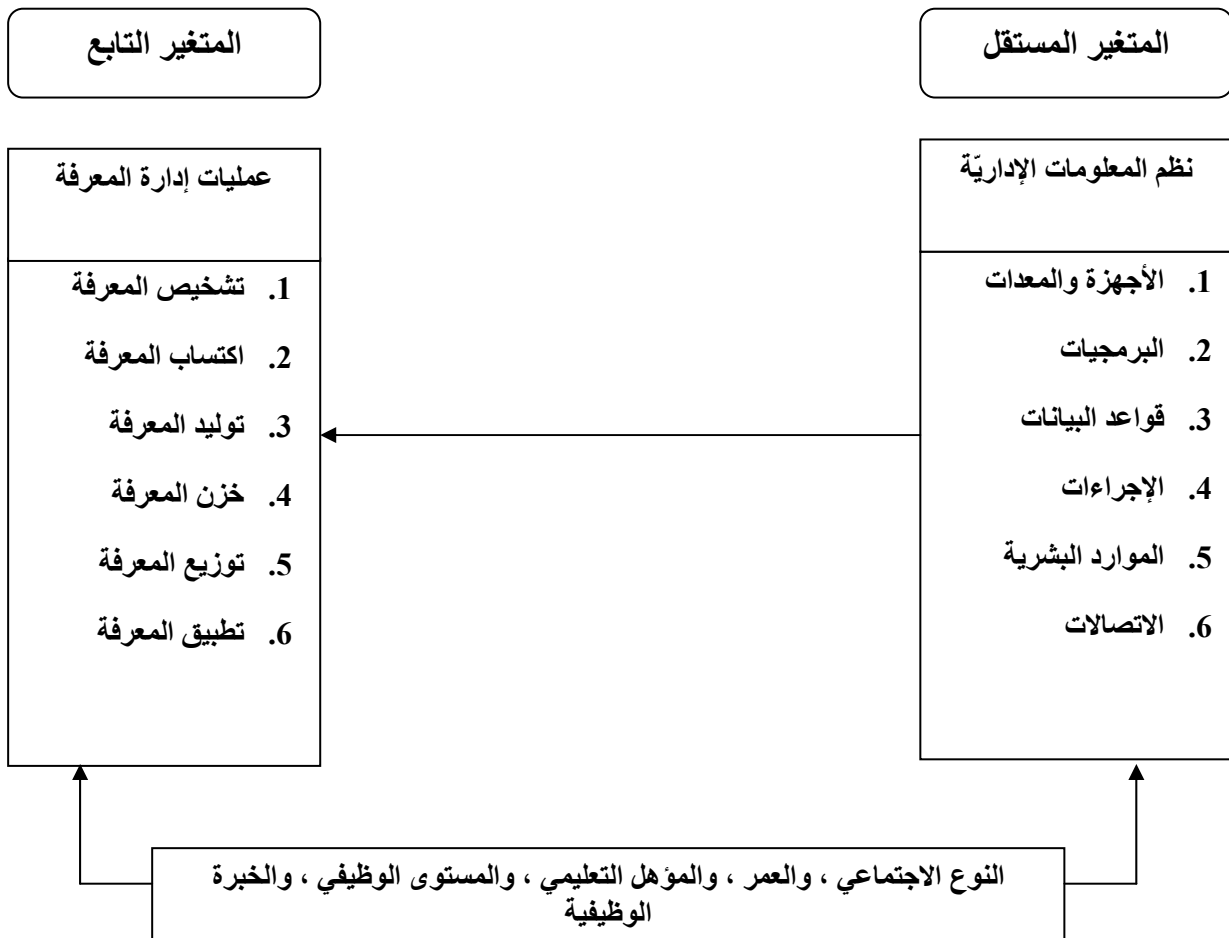 المتغير المستقل
المتغير التابع
نظم المعلومات الإداريّة
1. الأجهزة والمعدات
2. البرمجيات
3. قواعد البيانات
4. الإجراءات
5. الموارد البشرية
6. الاتصالات
عمليات إدارة المعرفة
1. تشخيص المعرفة
2. اكتساب المعرفة
3. توليد المعرفة
4. خزن المعرفة
5. توزيع المعرفة
6. تطبيق المعرفة
النوع الاجتماعي ، والعمر ، والمؤهل التعليمي ، والمستوى الوظيفي ، والخبرة
الوظيفية